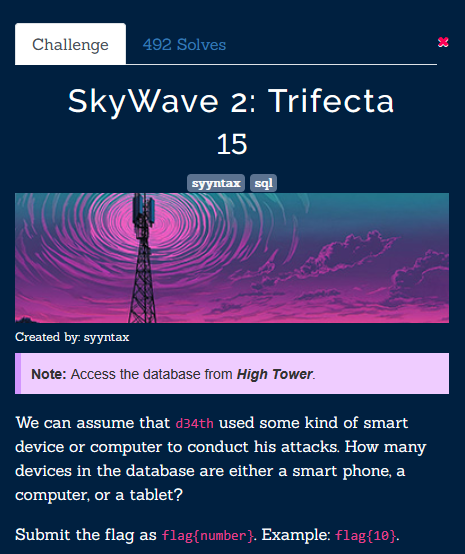 Challenge 492 Solves ✖
SkyWave 2: Trifecta
15
syyntax sql
Created by: syyntax
Note: Access the database from High Tower.
We can assume that d34th used some kind of smart
device or computer to conduct his attacks. How many
devices in the database are either a smart phone, a
computer, or a tablet?
Submit the flag as flag{number}. Example: flag{10}.